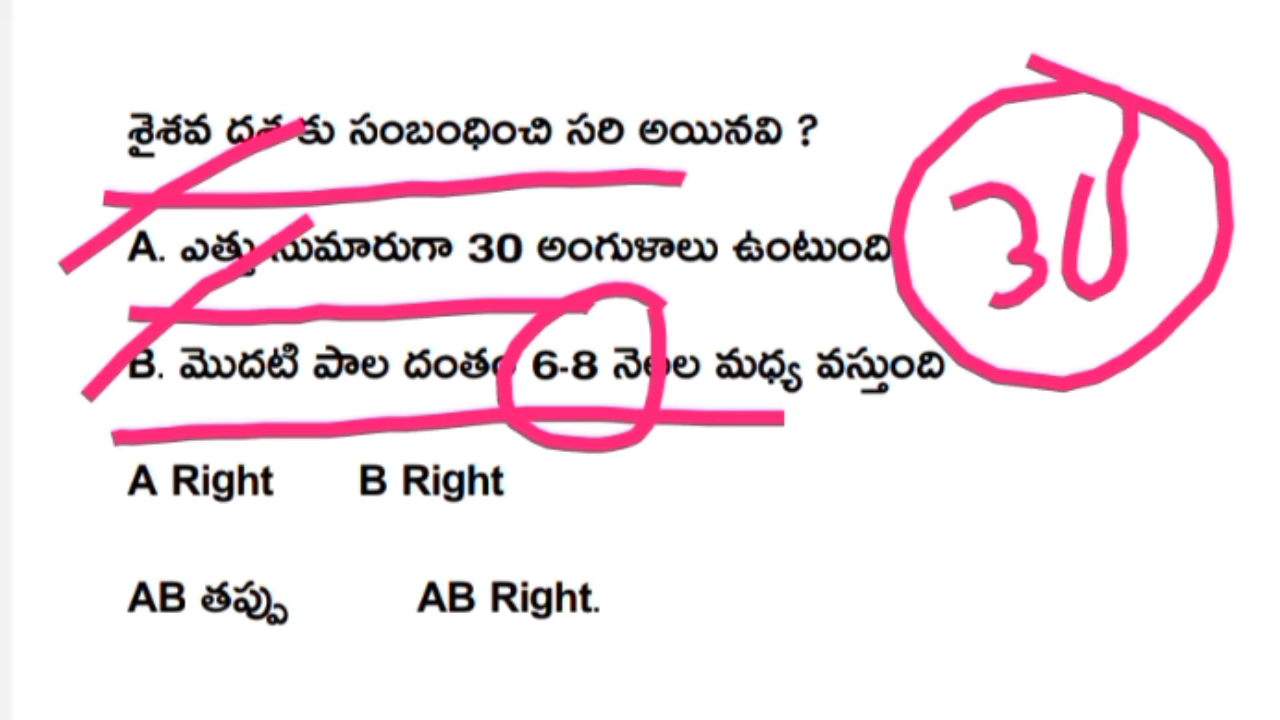 శైశవ దశకు సంబంధించి సరి అయినవి ?
30
A. ఎత్తు సుమారుగా 30 అంగుళాలు ఉంటుంది
B. మొదటి పాల దంతం 6-8 నెలల మధ్య వస్తుంది
A Right B Right
AB తప్పు AB Right.